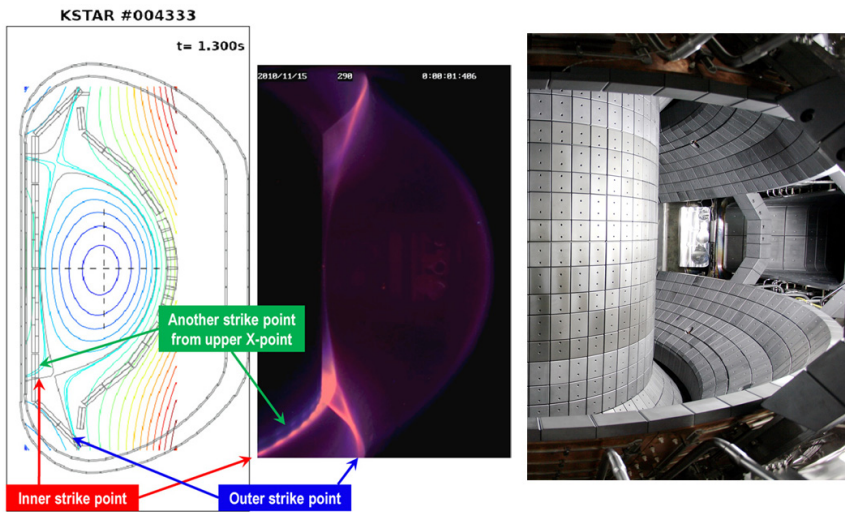 KSTAR #004333
t= 1.300s
2010/11/15 290 0:00:01:406
Another strike point
from upper X-point
Inner strike point
Outer strike point